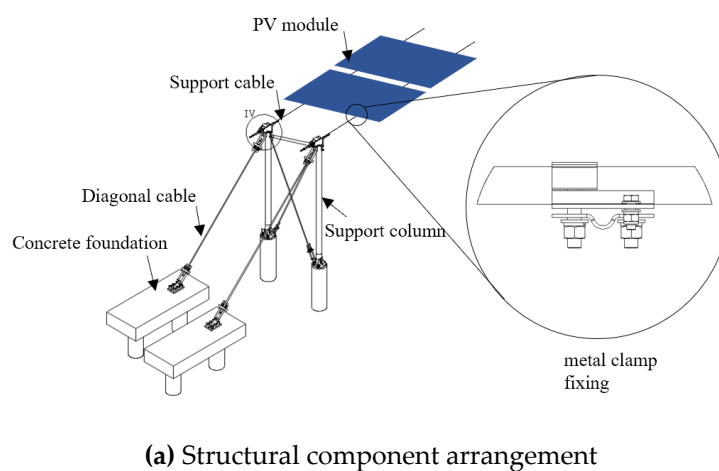 PV module
Support cable
IV
Diagonal cable
Support column
Concrete foundation
metal clamp
fixing
(a) Structural component arrangement